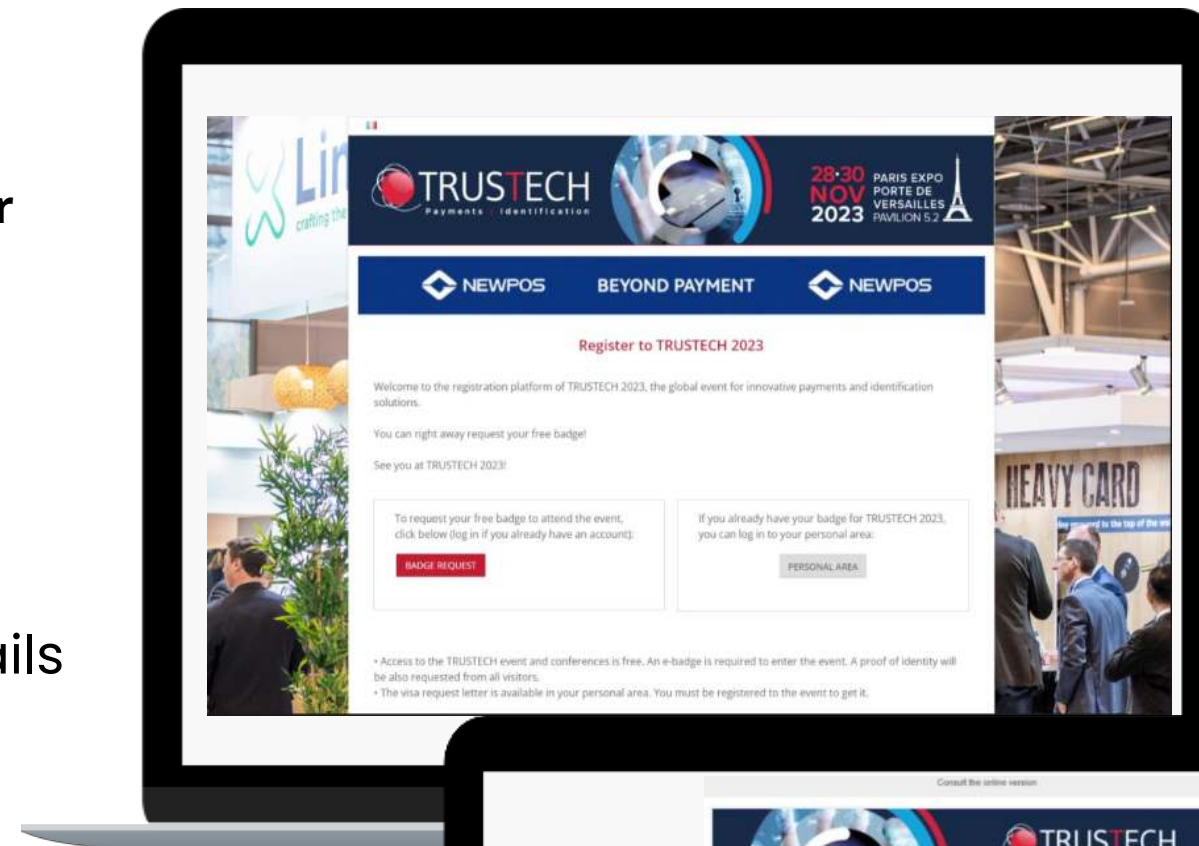 r
ails
Lin
crafting the
TRUSTECH
Payments / Identification
28•30
NOV
2023
PARIS EXPO
PORTE DE
VERSAILLES
PAVILION 5.2
NEWPOS BEYOND PAYMENT NEWPOS
Register to TRUSTECH 2023
Welcome to the registration platform of TRUSTECH 2023, the global event for innovative payments and identification
solutions.
You can right away request your free badge!
See you at TRUSTECH 2023!
To request your free badge to attend the event,
click below (log in if you already have an account):
BADGE REQUEST
If you already have your badge for TRUSTECH 2023,
you can log in to your personal area:
PERSONAL AREA
HEAVY CARD
to the top of the
• Access to the TRUSTECH event and conferences is free. An e-badge is required to enter the event. A proof of identity will
be also requested from all visitors.
• The visa request letter is available in your personal area. You must be registered to the event to get it.
Consult the online version
TRUSTECH